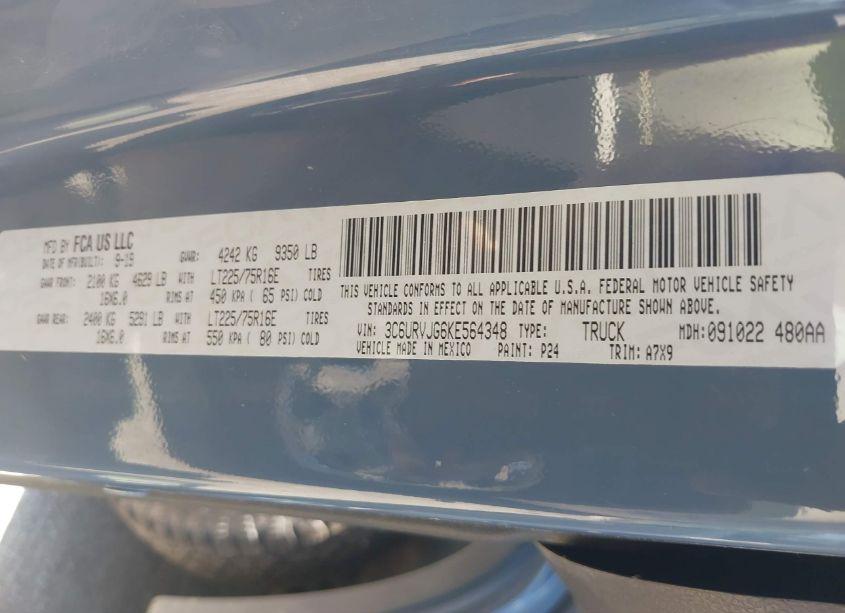 MFD BY FCA US LLC
DATE OF MFR(BUILT): 9-19 GVWR: 4242 KG 9350 LB
GAWR FRONT: 2100 KG 4629 LB WITH LT225/75R16E TIRES
16X6.0 RIMS AT 450 KPA ( 65 PSI) COLD
GAWR REAR: 2400 KG 5291 LB WITH LT225/75R16E TIRES
16X6.0 RIMS AT 550 KPA ( 80 PSI) COLD
THIS VEHICLE CONFORMS TO ALL APPLICABLE U.S.A. FEDERAL MOTOR VEHICLE SAFETY
STANDARDS IN EFFECT ON THE DATE OF MANUFACTURE SHOWN ABOVE.
VIN: 3C6URVJG6KE564348 TYPE: TRUCK MDH:091022 480AA
VEHICLE MADE IN MEXICO PAINT: P24 TRIM: A7X9